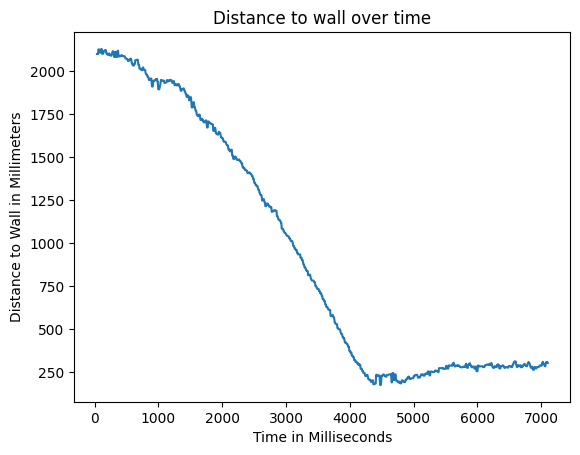 Distance to wall over time
Distance to Wall in Millimeters
2000
1750
1500
1250
1000
750
500
250
0 1000 2000 3000 4000 5000 6000 7000
Time in Milliseconds